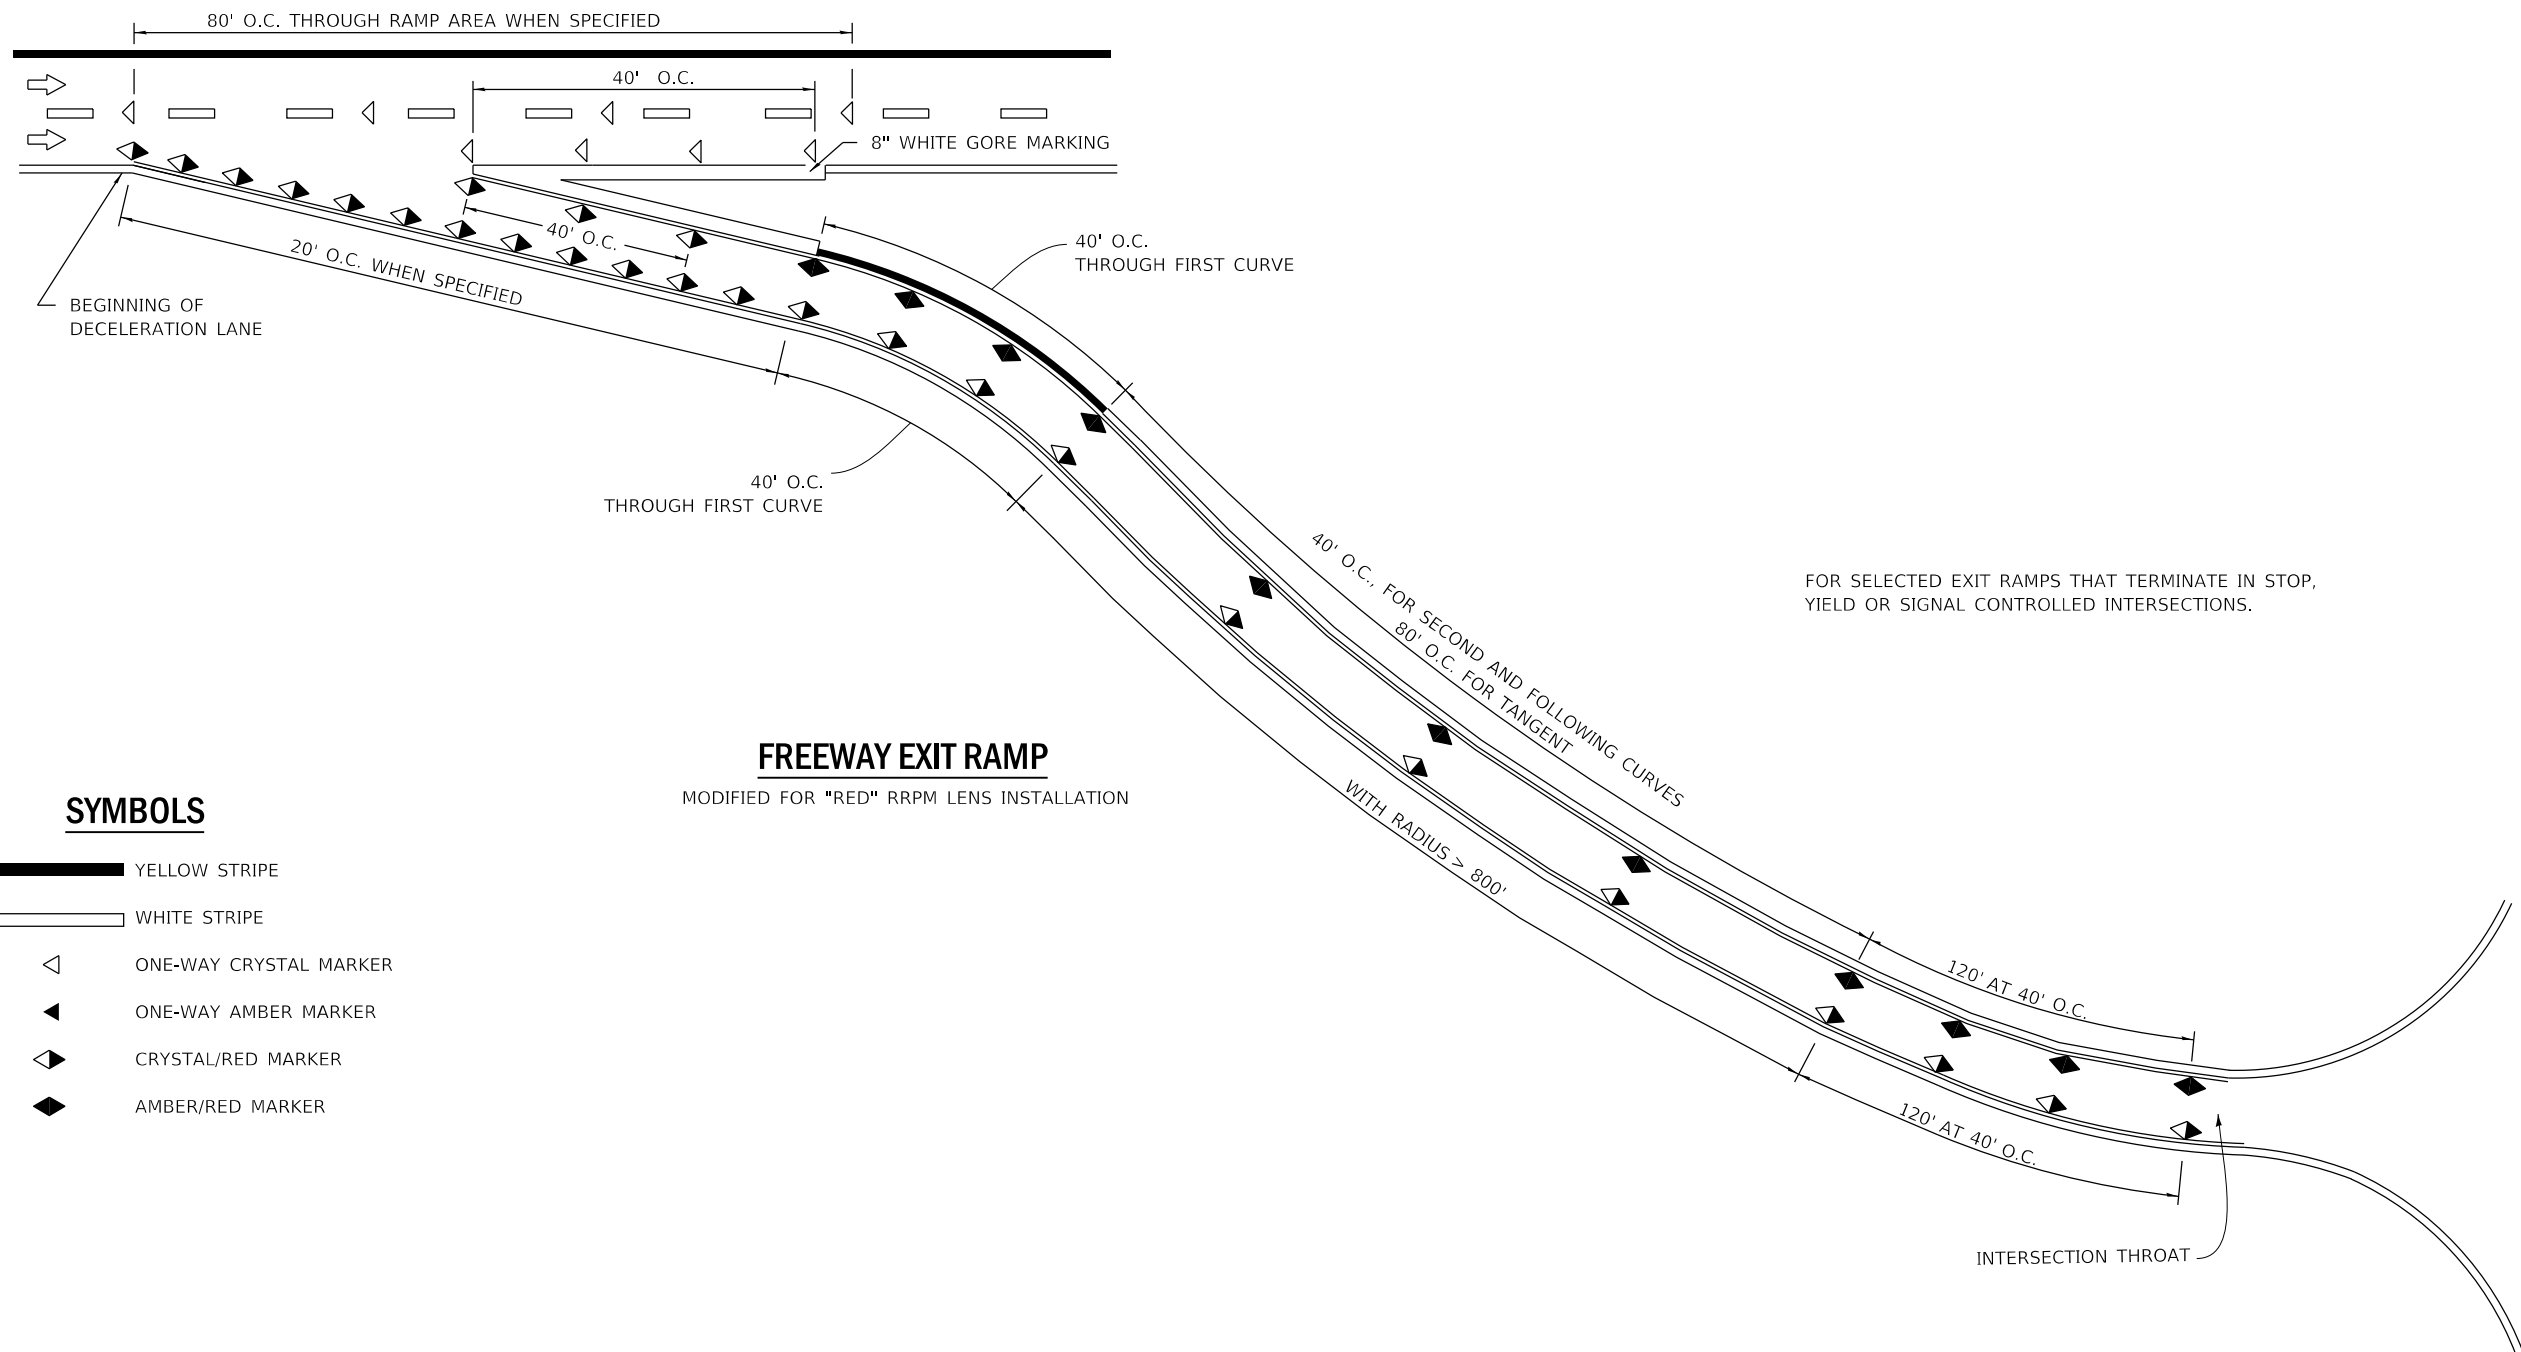 80' O.C. THROUGH RAMP AREA WHEN SPECIFIED
40' O.C.
8" WHITE GORE MARKING
40' O.C.
20' O.C. WHEN SPECIFIED
40' O.C.
THROUGH FIRST CURVE
BEGINNING OF
DECELERATION LANE
40' O.C.
THROUGH FIRST CURVE
40' O.C., FOR SECOND AND FOLLOWING CURVES
80' O.C. FOR TANGENT
FOR SELECTED EXIT RAMPS THAT TERMINATE IN STOP,
YIELD OR SIGNAL CONTROLLED INTERSECTIONS.
FREEWAY EXIT RAMP
MODIFIED FOR "RED" RRPM LENS INSTALLATION
WITH RADIUS > 800'
SYMBOLS
YELLOW STRIPE
WHITE STRIPE
ONE-WAY CRYSTAL MARKER
ONE-WAY AMBER MARKER
CRYSTAL/RED MARKER
AMBER/RED MARKER
120' AT 40' O.C.
120' AT 40' O.C.
INTERSECTION THROAT